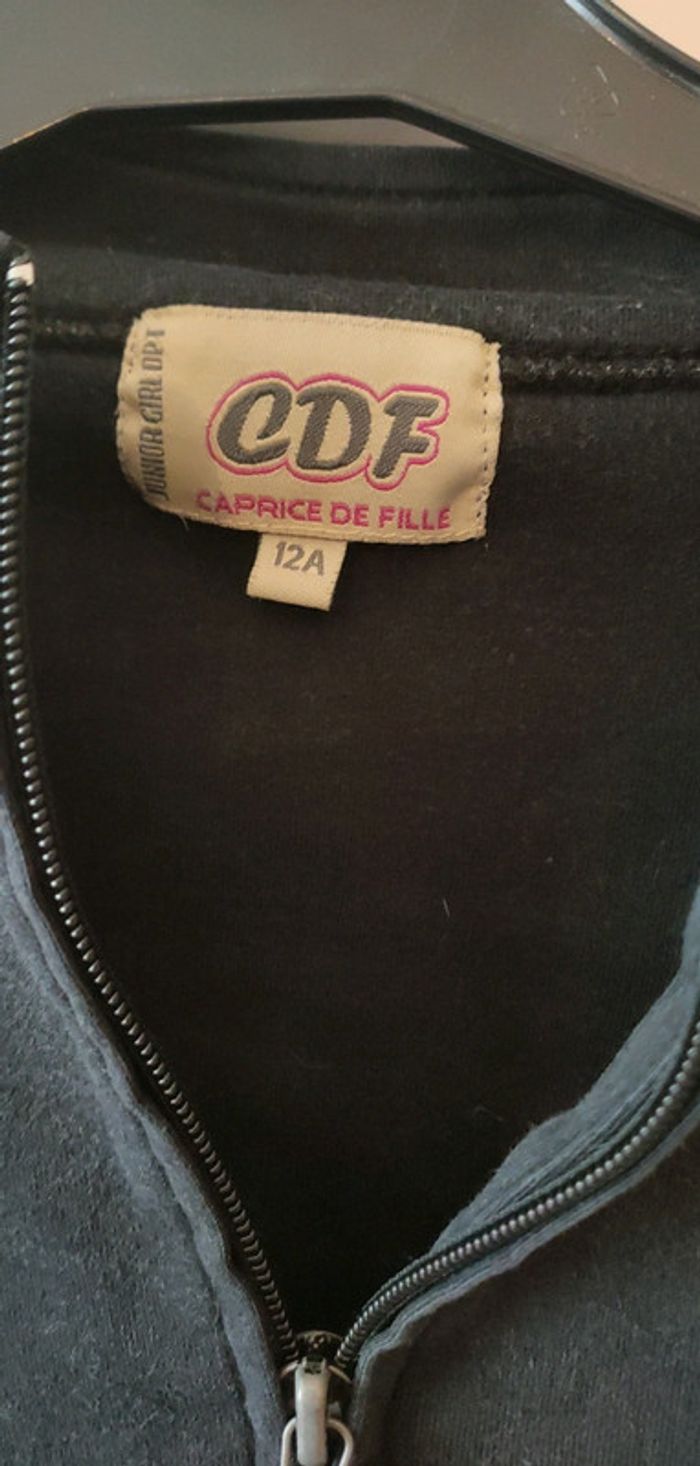 JUNIOR GIRL DPT
CDF
CAPRICE DE FILLE
12A